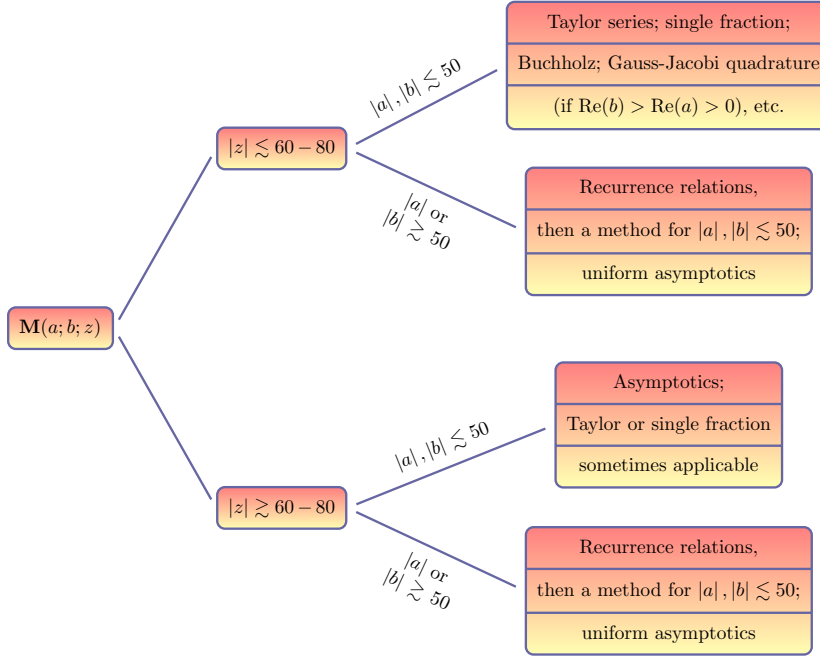 Taylor series; single fraction;
Buchholz; Gauss-Jacobi quadrature
(if Re(b) > Re(a) > 0), etc.
|a| , |b| ≲ 50
|z| ≲ 60 – 80
|a| or
|b| ≳ 50
Recurrence relations,
then a method for |a| , |b| ≲ 50;
uniform asymptotics
M(a; b; z)
Asymptotics;
Taylor or single fraction
sometimes applicable
|a| , |b| ≲ 50
|z| ≳ 60 – 80
|a| or
|b| ≳ 50
Recurrence relations,
then a method for |a| , |b| ≲ 50;
uniform asymptotics